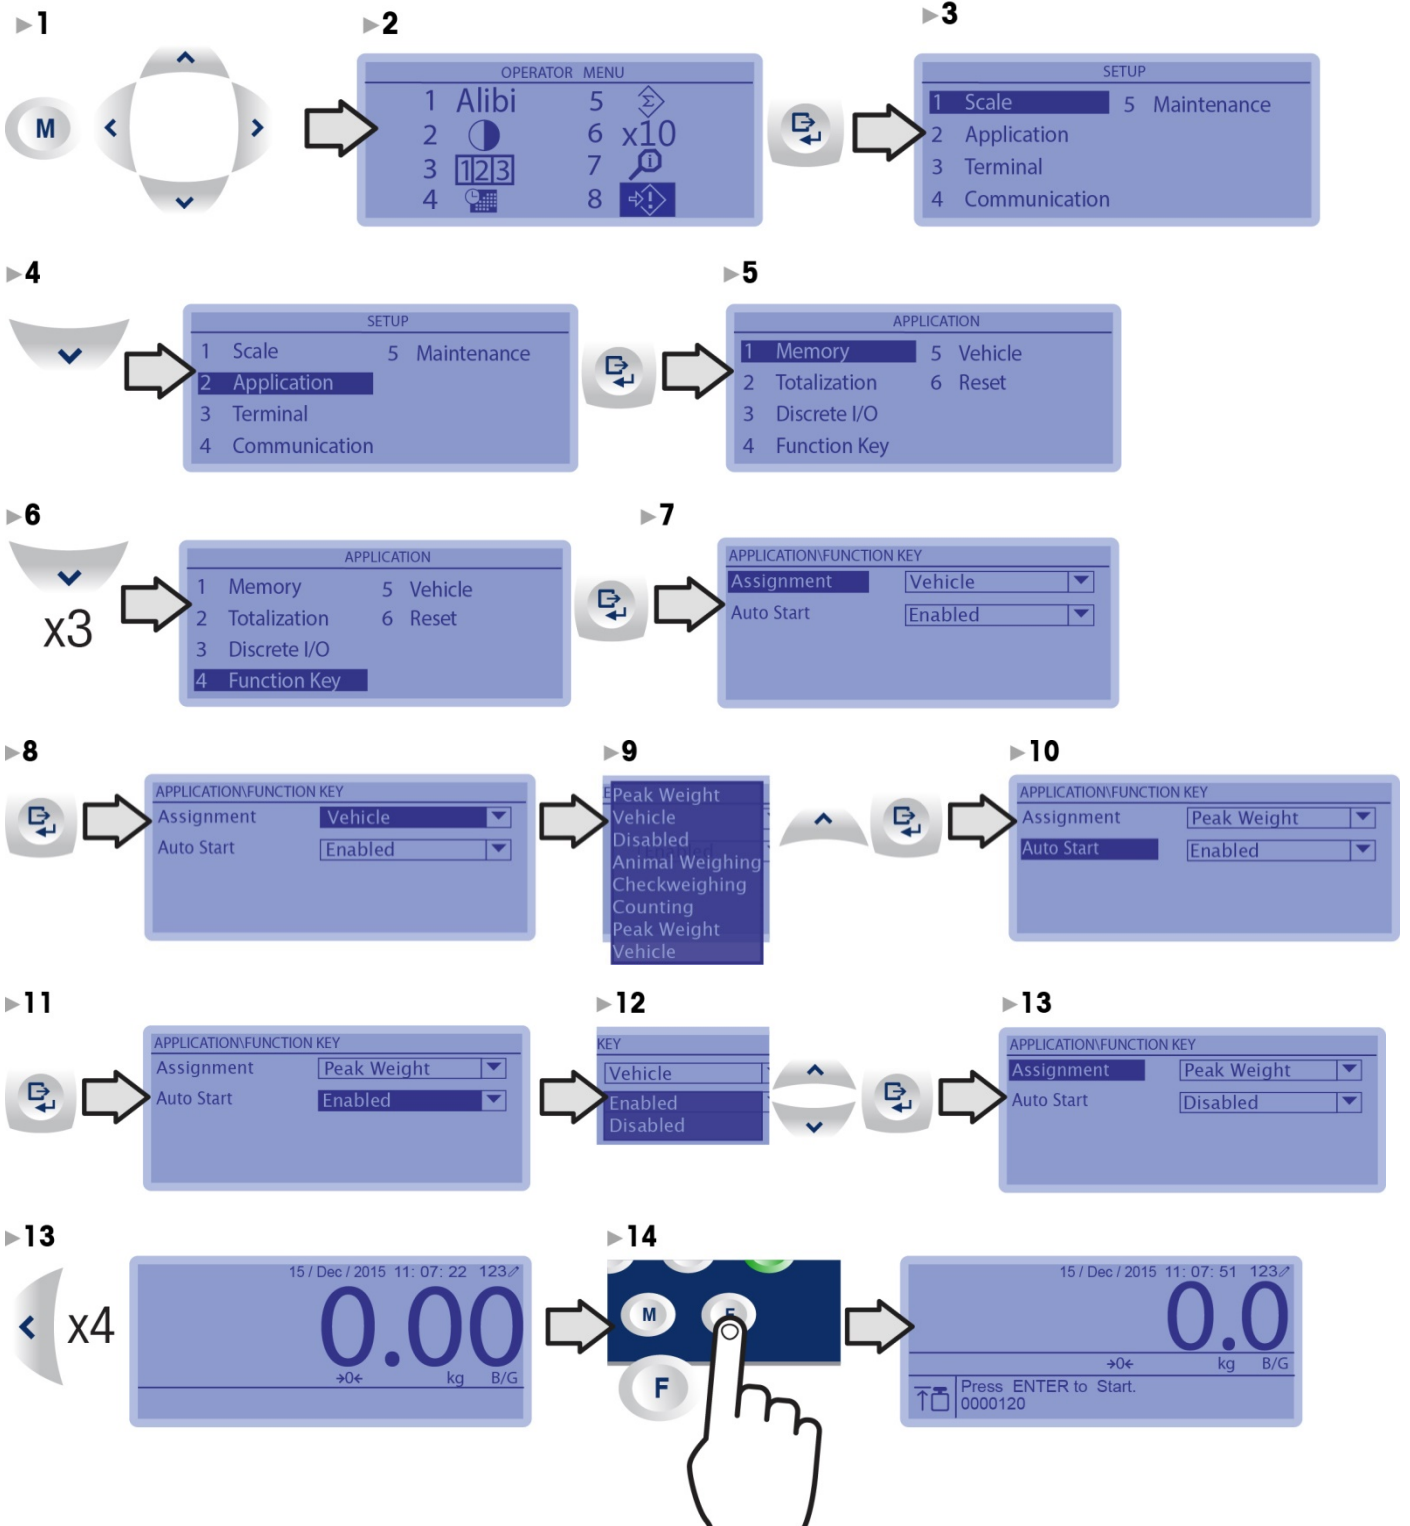 ▶1
M
▶2
OPERATOR MENU
1 Alibi
2
3 123
4
5 Σ
6 x10
7 i
8 !
▶3
SETUP
1 Scale
2 Application
3 Terminal
4 Communication
5 Maintenance
▶4
SETUP
1 Scale
2 Application
3 Terminal
4 Communication
5 Maintenance
▶5
APPLICATION
1 Memory
2 Totalization
3 Discrete I/O
4 Function Key
5 Vehicle
6 Reset
▶6
x3
APPLICATION
1 Memory
2 Totalization
3 Discrete I/O
4 Function Key
5 Vehicle
6 Reset
▶7
APPLICATION\FUNCTION KEY
Assignment Vehicle
Auto Start Enabled
▶8
APPLICATION\FUNCTION KEY
Assignment Vehicle
Auto Start Enabled
▶9
Peak Weight
Vehicle
Disabled
Animal Weighing
Checkweighing
Counting
Peak Weight
Vehicle
▶10
APPLICATION\FUNCTION KEY
Assignment Peak Weight
Auto Start Enabled
▶11
APPLICATION\FUNCTION KEY
Assignment Peak Weight
Auto Start Enabled
▶12
KEY
Vehicle
Enabled
Disabled
▶13
APPLICATION\FUNCTION KEY
Assignment Peak Weight
Auto Start Disabled
▶13
x4
15 / Dec / 2015 11: 07: 22 123
0.00
→0← kg B/G
▶14
M F
F
15 / Dec / 2015 11: 07: 51 123
0.0
→0← kg B/G
Press ENTER to Start.
0000120